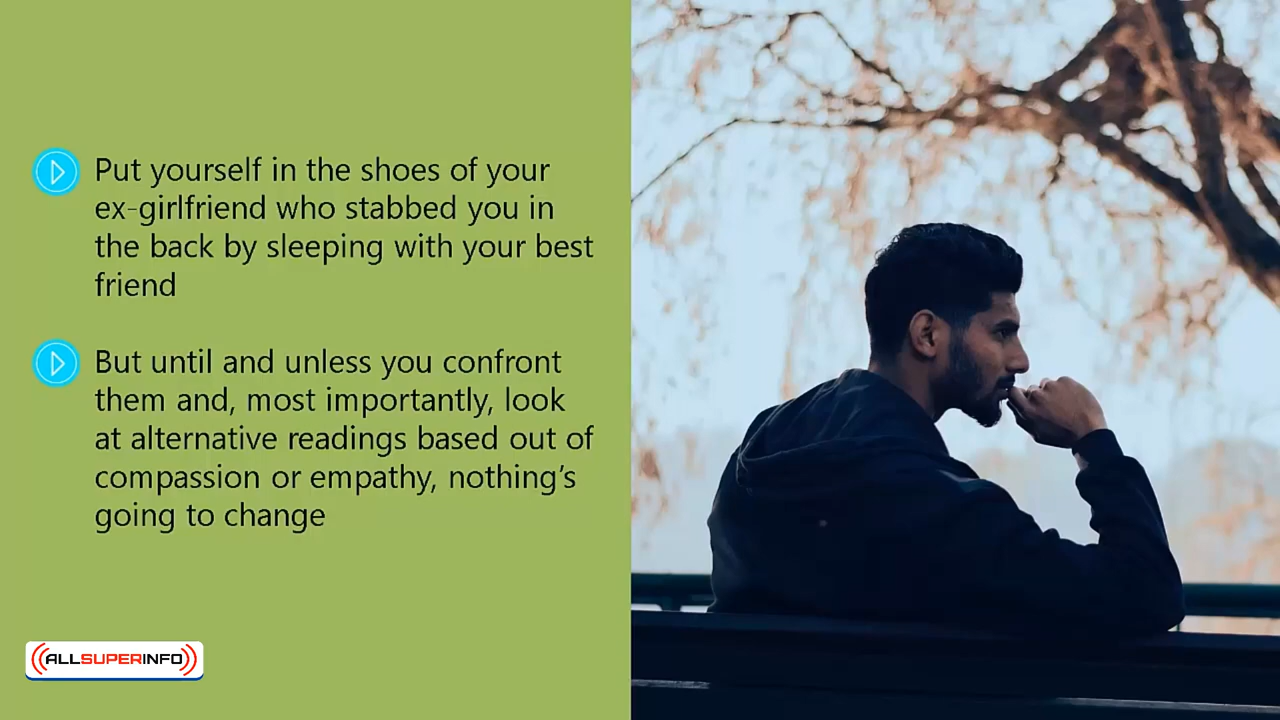 Put yourself in the shoes of your
ex-girlfriend who stabbed you in
the back by sleeping with your best
friend
But until and unless you confront
them and, most importantly, look
at alternative readings based out of
compassion or empathy, nothing’s
going to change
ALLSUPERINFO